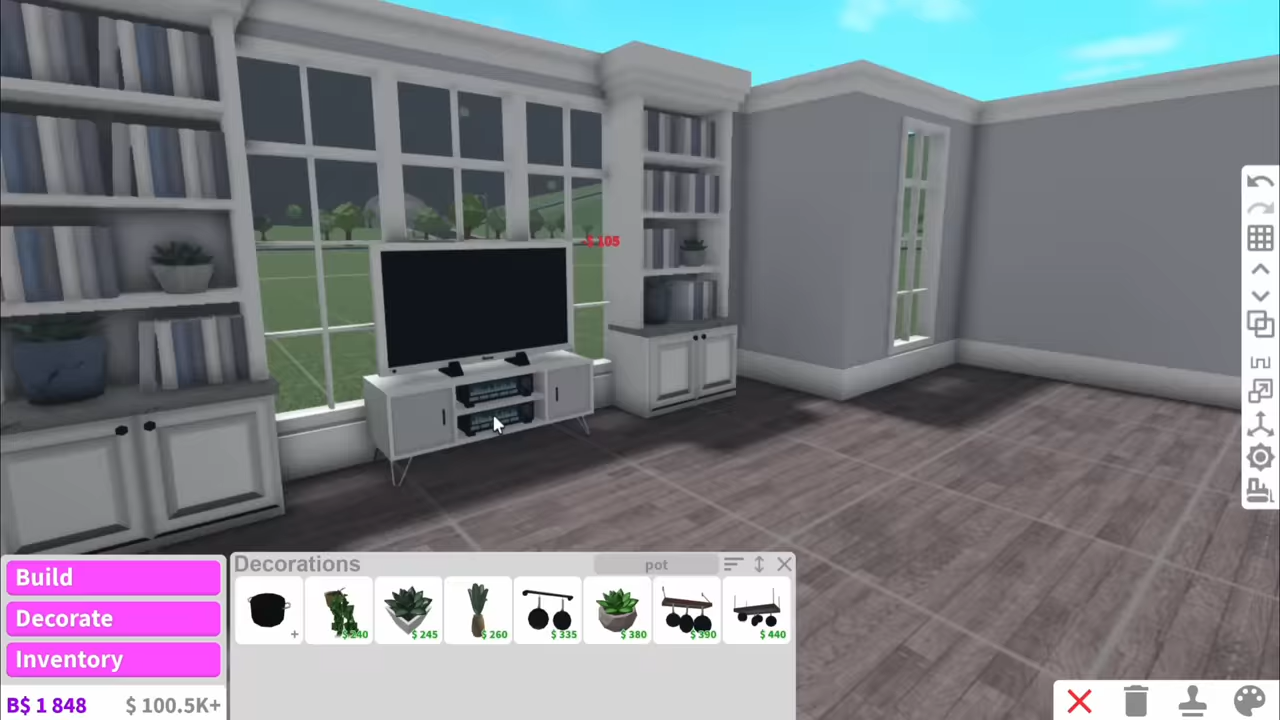 -$ 105
Decorations
pot
$ 240
$ 245
$ 260
$ 335
$ 380
$ 390
$ 440
Build
Decorate
Inventory
B$ 1 848
$ 100.5K+